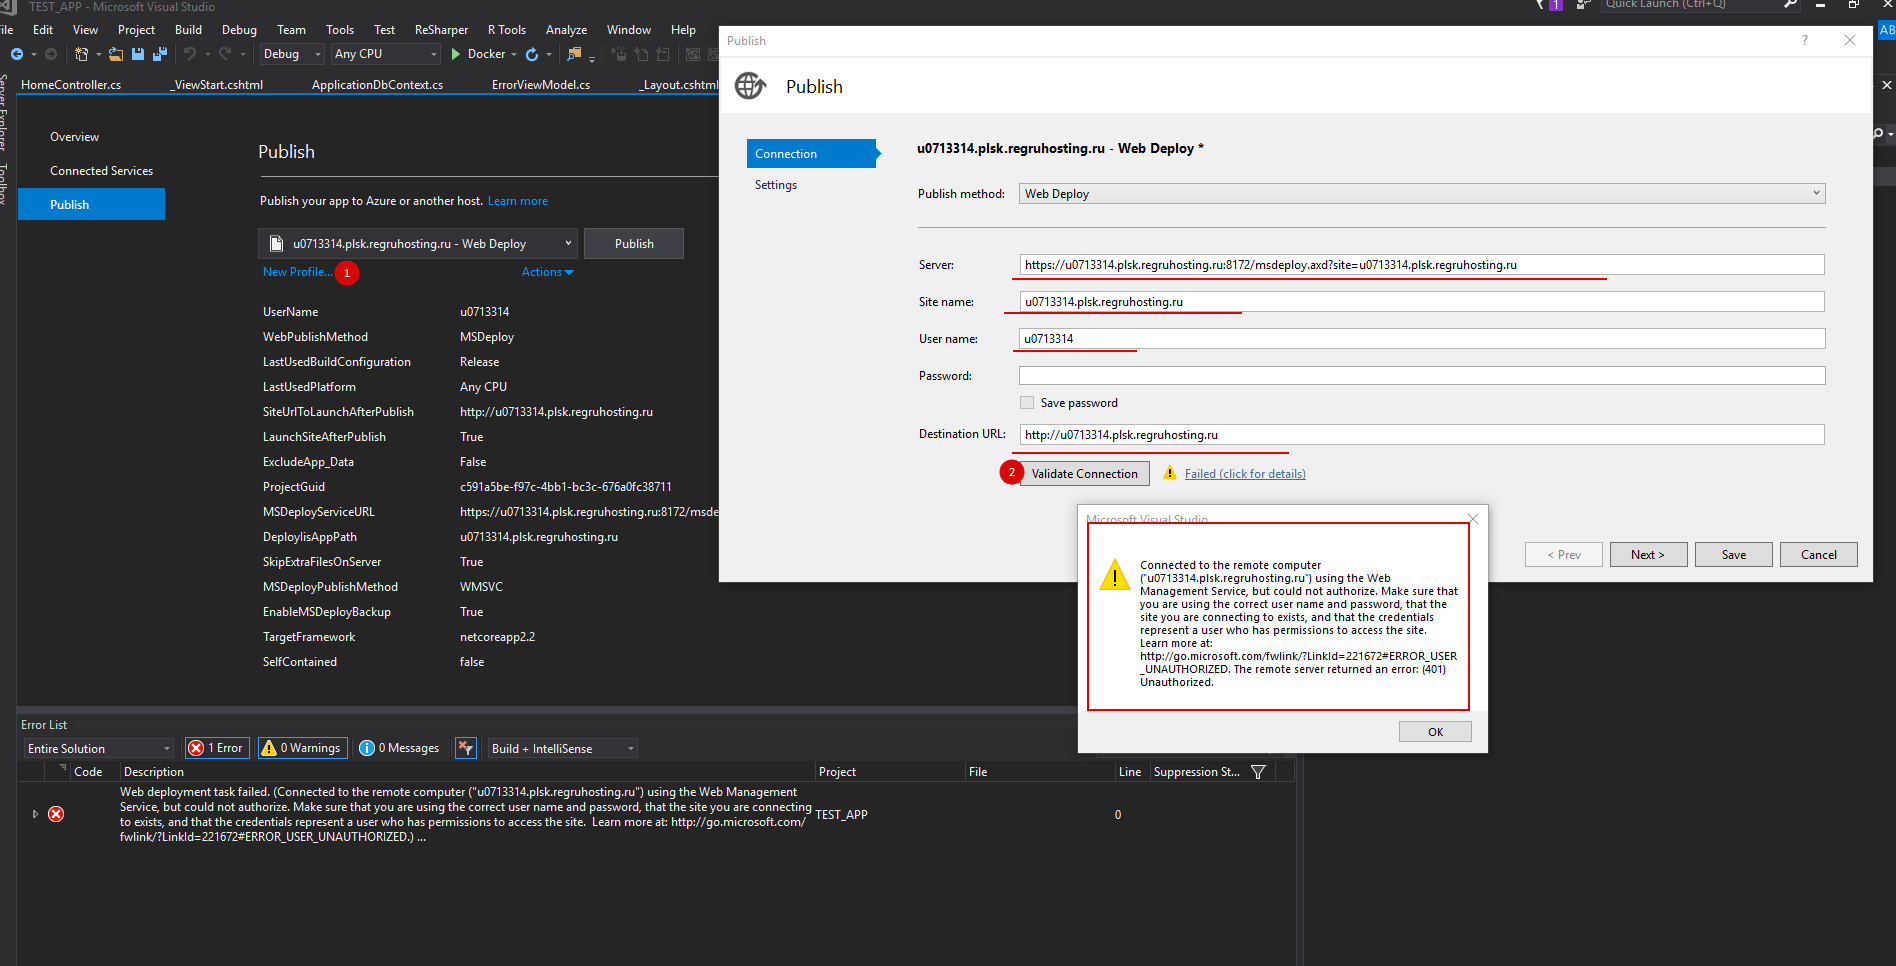 TEST_APP - Microsoft Visual Studio
1
Quick Launch (Ctrl+Q)
File Edit View Project Build Debug Team Tools Test ReSharper R Tools Analyze Window Help
AB
Debug Any CPU Docker
HomeController.cs _ViewStart.cshtml ApplicationDbContext.cs ErrorViewModel.cs _Layout.cshtml
Server Explorer
Toolbox
Overview
Connected Services
Publish
Publish
Publish your app to Azure or another host. Learn more
u0713314.plsk.regruhosting.ru - Web Deploy Publish
New Profile... 1 Actions
UserName u0713314
WebPublishMethod MSDeploy
LastUsedBuildConfiguration Release
LastUsedPlatform Any CPU
SiteUrlToLaunchAfterPublish http://u0713314.plsk.regruhosting.ru
LaunchSiteAfterPublish True
ExcludeApp_Data False
ProjectGuid c591a5be-f97c-4bb1-bc3c-676a0fc38711
MSDeployServiceURL https://u0713314.plsk.regruhosting.ru:8172/msde
DeployIisAppPath u0713314.plsk.regruhosting.ru
SkipExtraFilesOnServer True
MSDeployPublishMethod WMSVC
EnableMSDeployBackup True
TargetFramework netcoreapp2.2
SelfContained false
Publish ?
Publish
Connection
Settings
u0713314.plsk.regruhosting.ru - Web Deploy *
Publish method: Web Deploy
Server: https://u0713314.plsk.regruhosting.ru:8172/msdeploy.axd?site=u0713314.plsk.regruhosting.ru
Site name: u0713314.plsk.regruhosting.ru
User name: u0713314
Password:
Save password
Destination URL: http://u0713314.plsk.regruhosting.ru
2 Validate Connection Failed (click for details)
< Prev Next > Save Cancel
Microsoft Visual Studio
Connected to the remote computer
("u0713314.plsk.regruhosting.ru") using the Web
Management Service, but could not authorize. Make sure that
you are using the correct user name and password, that the
site you are connecting to exists, and that the credentials
represent a user who has permissions to access the site.
Learn more at:
http://go.microsoft.com/fwlink/?LinkId=221672#ERROR_USER
_UNAUTHORIZED. The remote server returned an error: (401)
Unauthorized.
OK
Error List
Entire Solution 1 Error 0 Warnings 0 Messages Build + IntelliSense
Code Description Project File Line Suppression St...
Web deployment task failed. (Connected to the remote computer ("u0713314.plsk.regruhosting.ru") using the Web Management
Service, but could not authorize. Make sure that you are using the correct user name and password, that the site you are connecting
to exists, and that the credentials represent a user who has permissions to access the site.  Learn more at: http://go.microsoft.com/
fwlink/?LinkId=221672#ERROR_USER_UNAUTHORIZED.) ...
TEST_APP 0